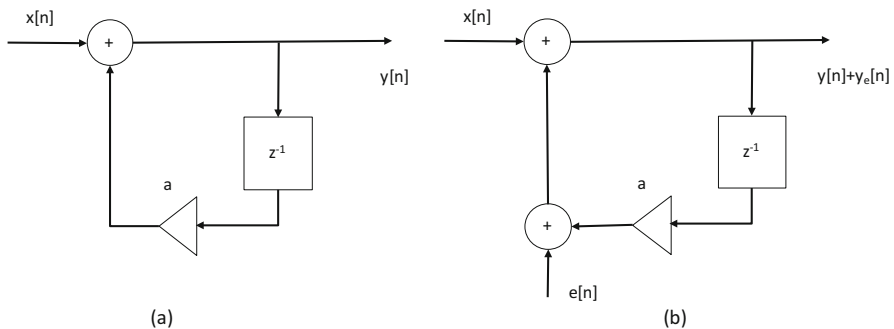 x[n]
+
y[n]
z⁻¹
a
(a)
x[n]
+
y[n]+yₑ[n]
z⁻¹
a
+
e[n]
(b)